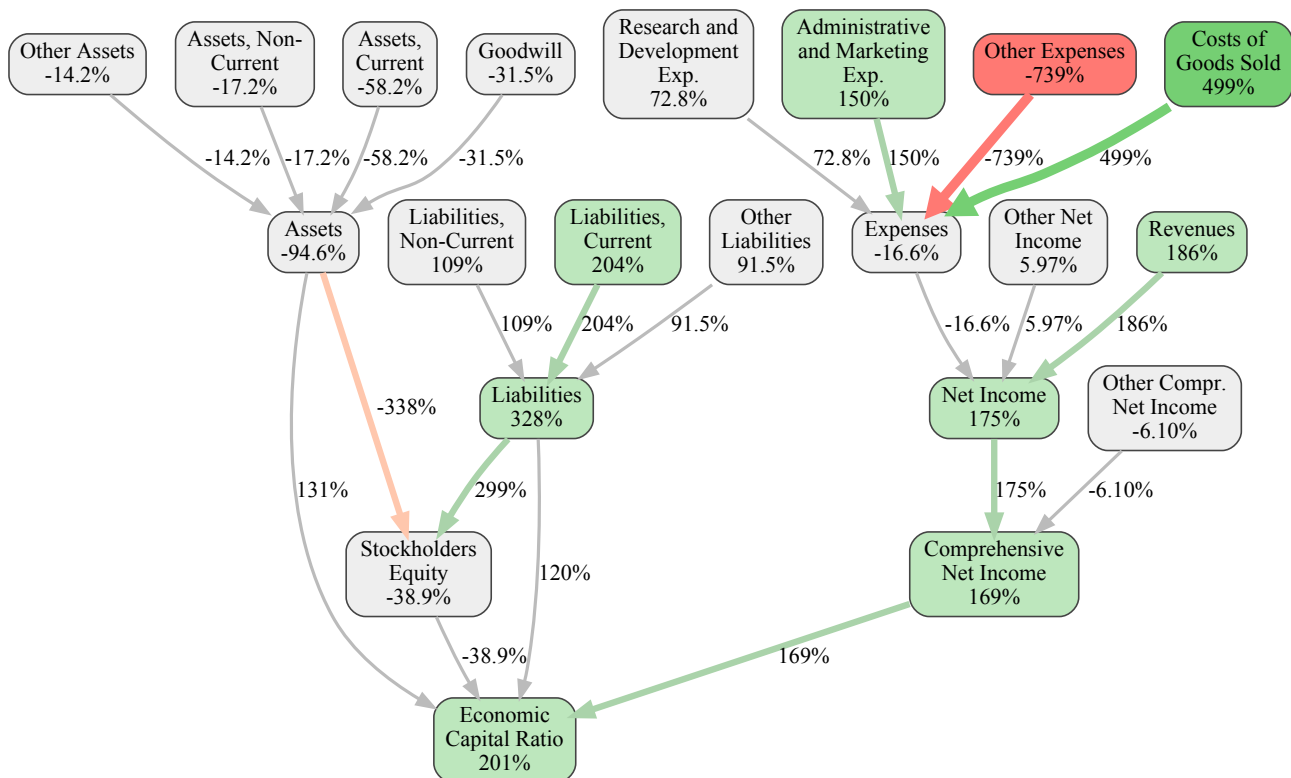 Other Assets
-14.2%
Assets, Non-
Current
-17.2%
Assets,
Current
-58.2%
Goodwill
-31.5%
Research and
Development
Exp.
72.8%
Administrative
and Marketing
Exp.
150%
Other Expenses
-739%
Costs of
Goods Sold
499%
-14.2%
-17.2%
-58.2%
-31.5%
72.8%
150%
-739%
499%
Assets
-94.6%
Liabilities,
Non-Current
109%
Liabilities,
Current
204%
Other
Liabilities
91.5%
Expenses
-16.6%
Other Net
Income
5.97%
Revenues
186%
109%
204%
91.5%
-16.6%
5.97%
186%
-338%
Liabilities
328%
Net Income
175%
Other Compr.
Net Income
-6.10%
131%
299%
175%
-6.10%
Stockholders
Equity
-38.9%
120%
Comprehensive
Net Income
169%
-38.9%
169%
Economic
Capital Ratio
201%